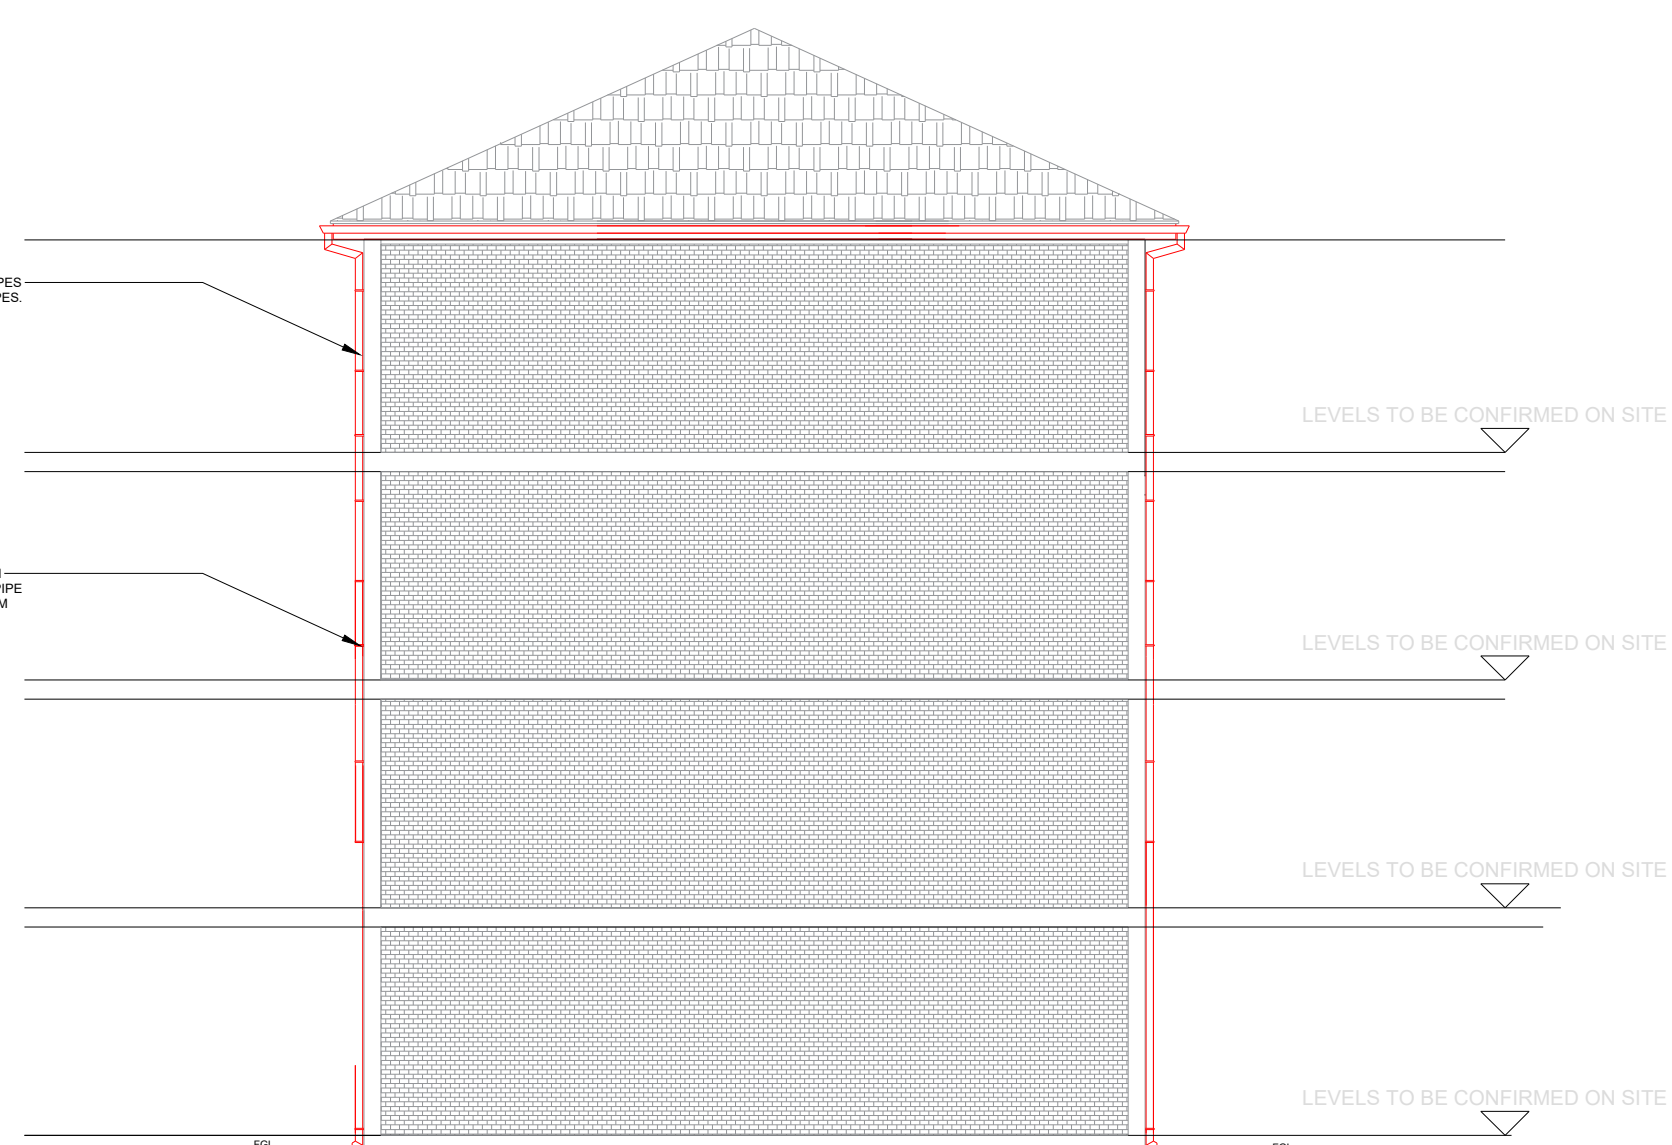 PES
PES.
LEVELS TO BE CONFIRMED ON SITE
PIPE
LEVELS TO BE CONFIRMED ON SITE
LEVELS TO BE CONFIRMED ON SITE
LEVELS TO BE CONFIRMED ON SITE